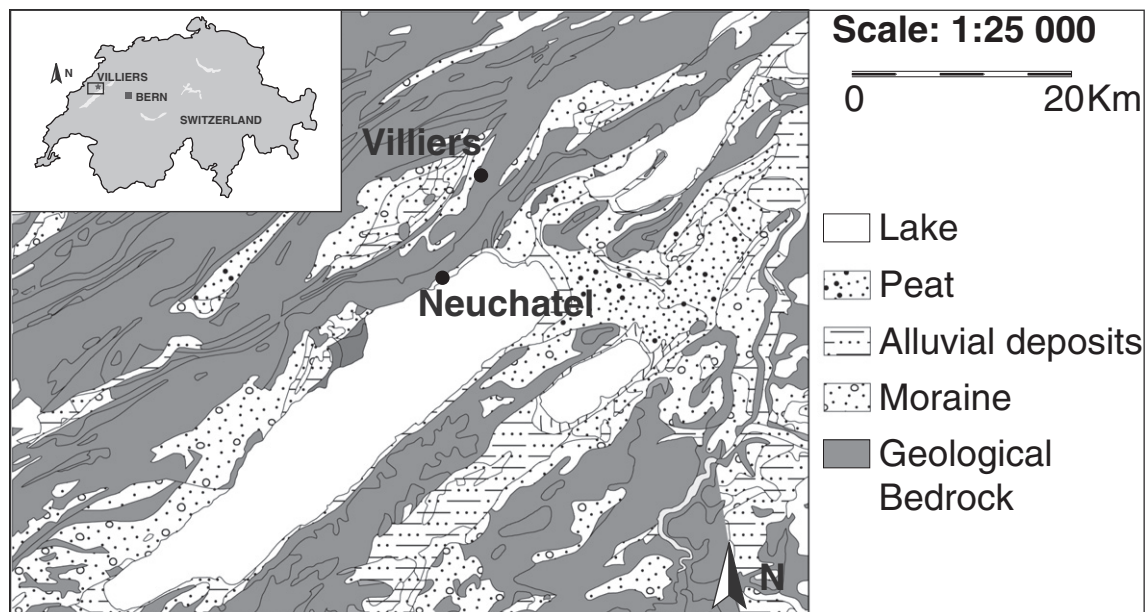 N
VILLIERS
BERN
SWITZERLAND
Villiers
Neuchatel
N
Scale: 1:25 000
0 20Km
Lake
Peat
Alluvial deposits
Moraine
Geological
Bedrock